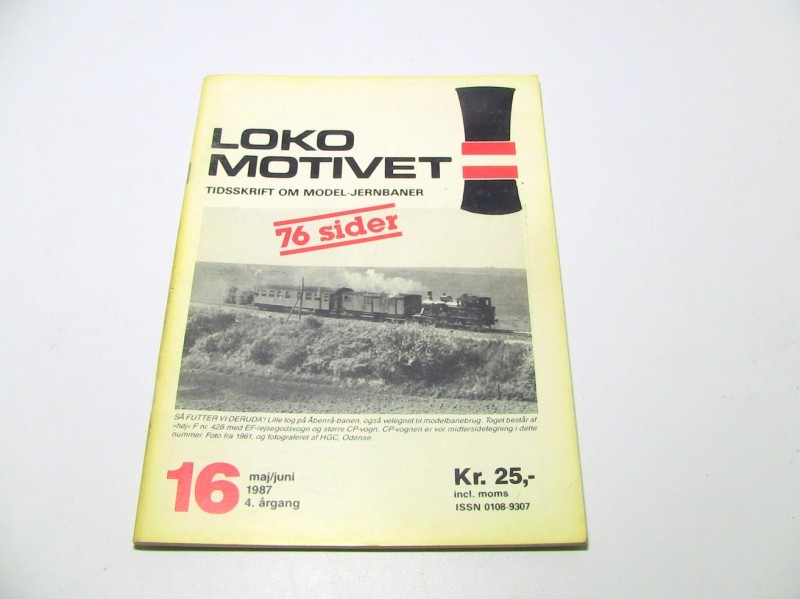 LOKO
MOTIVET
TIDSSKRIFT OM MODEL-JERNBANER
76 sider
SÅ FUTTER VI DERUDA! Lille tog på Åbenrå-banen, også velegnet til modelbanebrug. Toget består af
»høj« F nr. 428 med EF-rejsegodsvogn og større CP-vogn. CP-vognen er vor midtersidetegning i dette
nummer. Foto fra 1961, og fotograferet af HGC, Odense.
16
maj/juni
1987
4. årgang
Kr. 25,-
incl. moms
ISSN 0108-9307